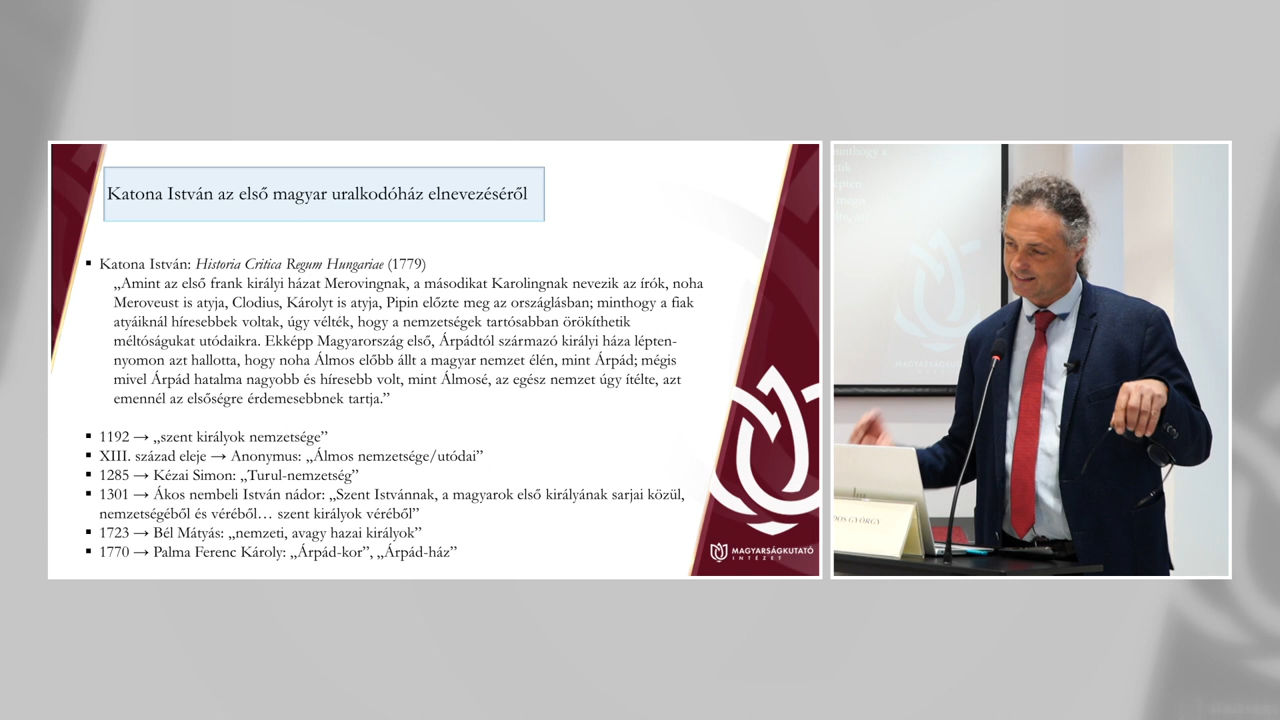 Katona István az első magyar uralkodóház elnevezéséről
▪ Katona István: Historia Critica Regum Hungariae (1779)
„Amint az első frank királyi házat Merovingnak, a másodikat Karolingnak nevezik az írók, noha
Meroveust is atyja, Clodius, Károlyt is atyja, Pipin előzte meg az országlásban; minthogy a fiak
atyáiknál híresebbek voltak, úgy vélték, hogy a nemzetségek tartósabban örökíthetik
méltóságukat utódaikra. Ekképp Magyarország első, Árpádtól származó királyi háza lépten-
nyomon azt hallotta, hogy noha Álmos előbb állt a magyar nemzet élén, mint Árpád; mégis
mivel Árpád hatalma nagyobb és híresebb volt, mint Álmosé, az egész nemzet úgy ítélte, azt
emennél az elsőségre érdemesebbnek tartja.”
▪ 1192 → „szent királyok nemzetsége”
▪ XIII. század eleje → Anonymus: „Álmos nemzetsége/utódai”
▪ 1285 → Kézai Simon: „Turul-nemzetség”
▪ 1301 → Ákos nembeli István nádor: „Szent Istvánnak, a magyarok első királyának sarjai közül,
nemzetségéből és véréből… szent királyok véréből”
▪ 1723 → Bél Mátyás: „nemzeti, avagy hazai királyok”
▪ 1770 → Palma Ferenc Károly: „Árpád-kor”, „Árpád-ház”
MAGYARSÁGKUTATÓ
INTÉZET
minthogy a
MAGYARSÁGKUTA
GYÖRGY